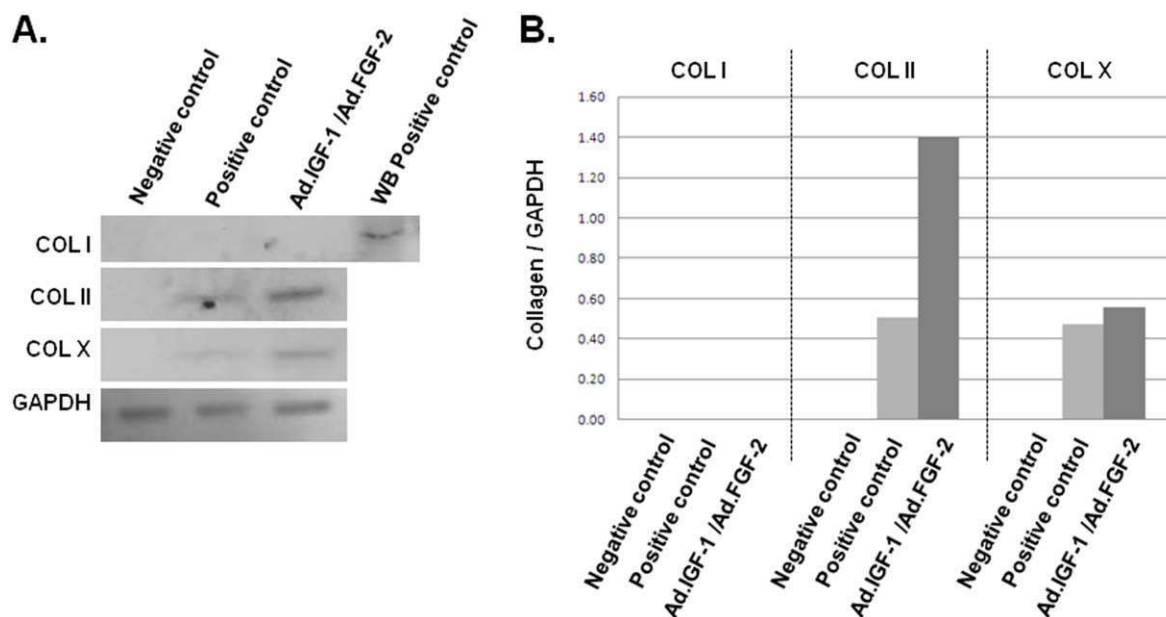 A.
Negative control
Positive control
Ad.IGF-1 /Ad.FGF-2
WB Positive control
COL I
COL II
COL X
GAPDH
B.
COL I
COL II
COL X
Collagen / GAPDH
1.60
1.40
1.20
1.00
0.80
0.60
0.40
0.20
0.00
Negative control
Positive control
Ad.IGF-1 /Ad.FGF-2
Negative control
Positive control
Ad.IGF-1 /Ad.FGF-2
Negative control
Positive control
Ad.IGF-1 /Ad.FGF-2